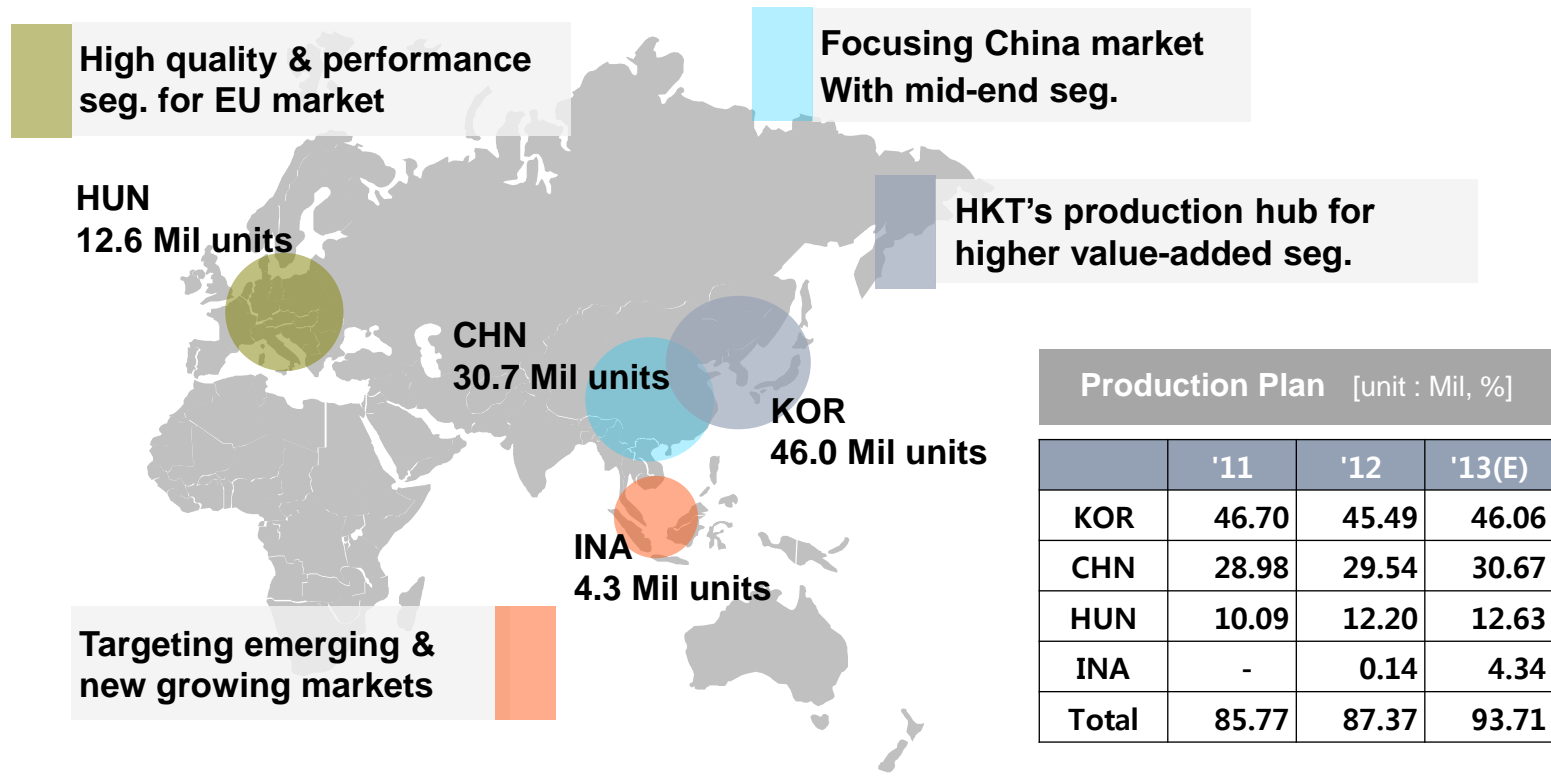 High quality & performance
seg. for EU market
Focusing China market
With mid-end seg.
HUN
12.6 Mil units
HKT’s production hub for
higher value-added seg.
CHN
30.7 Mil units
KOR
46.0 Mil units
INA
4.3 Mil units
Targeting emerging &
new growing markets
Production Plan [unit : Mil, %]
'11 '12 '13(E)
KOR 46.70 45.49 46.06
CHN 28.98 29.54 30.67
HUN 10.09 12.20 12.63
INA - 0.14 4.34
Total 85.77 87.37 93.71